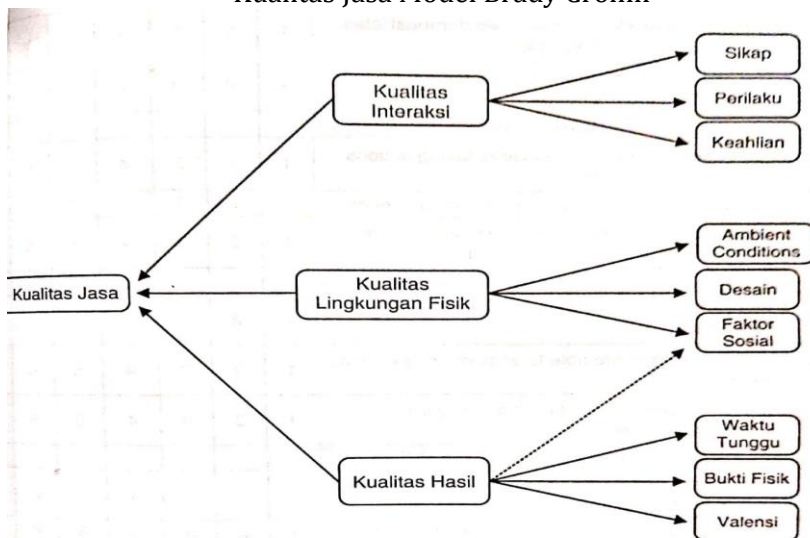 Kualitas Jasa Model Brady Cronin
Sikap
Kualitas
Interaksi
Perilaku
Keahlian
Ambient
Conditions
Kualitas Jasa
Kualitas
Lingkungan Fisik
Desain
Faktor
Sosial
Waktu
Tunggu
Kualitas Hasil
Bukti Fisik
Valensi